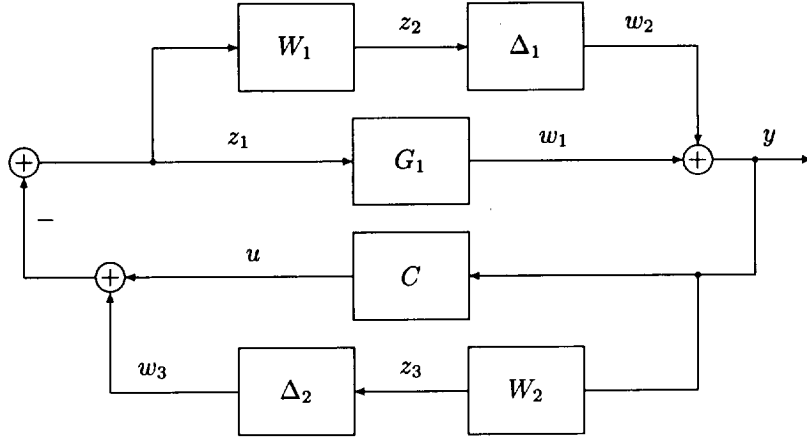 W₁ z₂ Δ₁ w₂
+ z₁ G₁ w₁ + y
−
+ u C
w₃ Δ₂ z₃ W₂